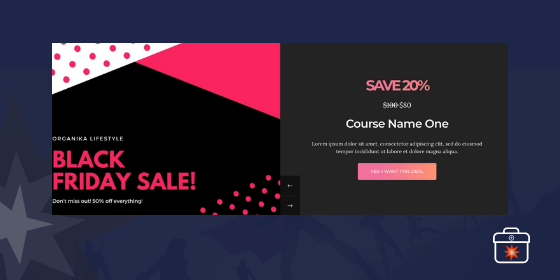 ORGANIKA LIFESTYLE
BLACK
FRIDAY SALE!
Don't miss out! 50% off everything!
SAVE 20%
$100 $80
Course Name One
Lorem ipsum dolor sit amet, consectetur adipiscing elit, sed do eiusmod
tempor incididunt ut labore et dolore magna aliqua.
YES! I WANT THIS DEAL